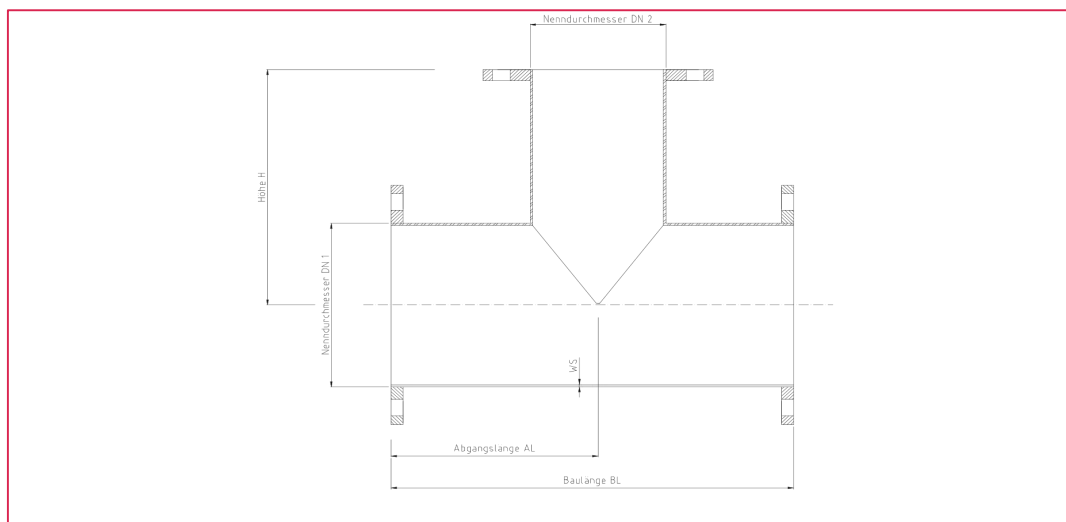 Nenndurchmesser DN 2
Höhe H
Nenndurchmesser DN 1
WS
Abgangslänge AL
Baulänge BL